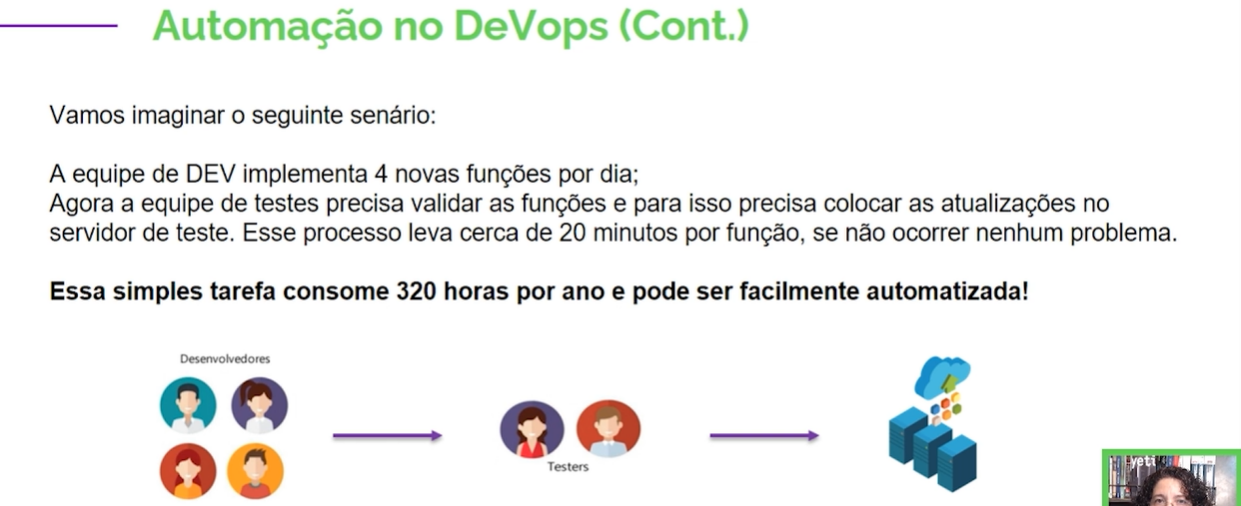 Automação no DeVops (Cont.)
Vamos imaginar o seguinte senário:
A equipe de DEV implementa 4 novas funções por dia;
Agora a equipe de testes precisa validar as funções e para isso precisa colocar as atualizações no
servidor de teste. Esse processo leva cerca de 20 minutos por função, se não ocorrer nenhum problema.
Essa simples tarefa consome 320 horas por ano e pode ser facilmente automatizada!
Desenvolvedores
Testers
yeti